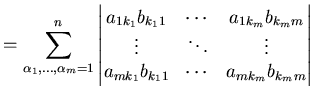 $= \sum_{\alpha_1,\ldots,\alpha_m=1}^{n} \begin{vmatrix} a_{1k_1}b_{k_1 1} & \cdots & a_{1k_m}b_{k_m m} \\ \vdots & \ddots & \vdots \\ a_{mk_1}b_{k_1 1} & \cdots & a_{mk_m}b_{k_m m} \end{vmatrix}$